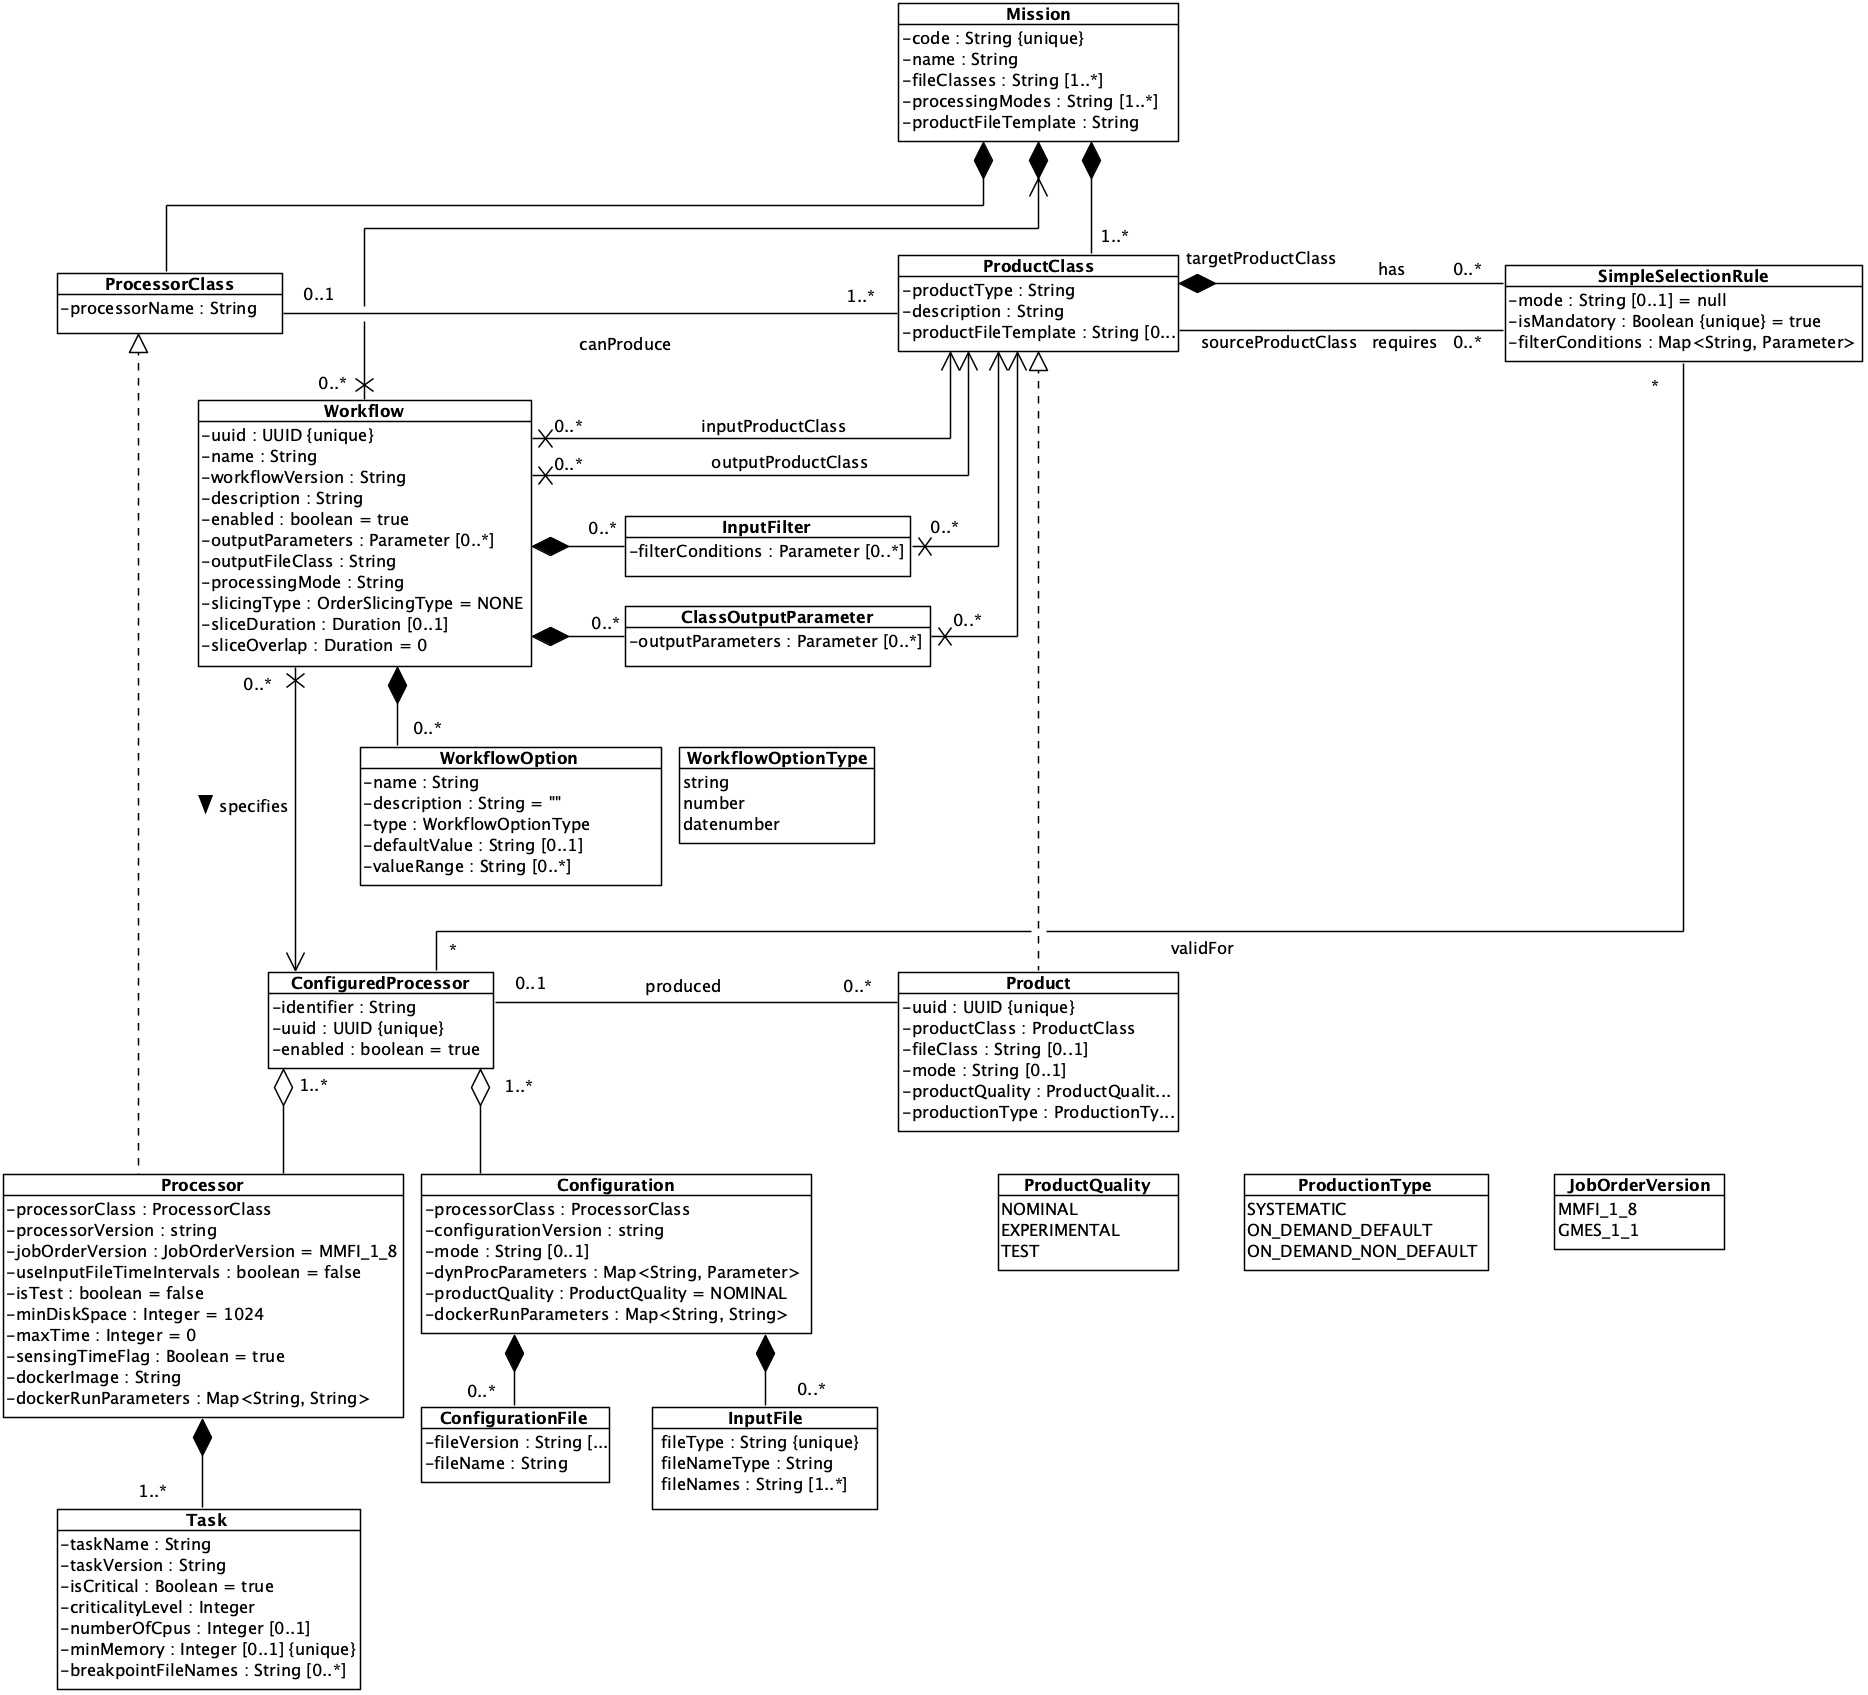 Mission
-code : String {unique}
-name : String
-fileClasses : String [1..*]
-processingModes : String [1..*]
-productFileTemplate : String
1..*
ProcessorClass
-processorName : String
0..1
1..*
canProduce
ProductClass
-productType : String
-description : String
-productFileTemplate : String [0...
targetProductClass
has
0..*
sourceProductClass
requires
0..*
SimpleSelectionRule
-mode : String [0..1] = null
-isMandatory : Boolean {unique} = true
-filterConditions : Map<String, Parameter>
*
0..*
Workflow
-uuid : UUID {unique}
-name : String
-workflowVersion : String
-description : String
-enabled : boolean = true
-outputParameters : Parameter [0..*]
-outputFileClass : String
-processingMode : String
-slicingType : OrderSlicingType = NONE
-sliceDuration : Duration [0..1]
-sliceOverlap : Duration = 0
0..*
inputProductClass
0..*
outputProductClass
0..*
InputFilter
-filterConditions : Parameter [0..*]
0..*
0..*
ClassOutputParameter
-outputParameters : Parameter [0..*]
0..*
0..*
0..*
▼ specifies
WorkflowOption
-name : String
-description : String = ""
-type : WorkflowOptionType
-defaultValue : String [0..1]
-valueRange : String [0..*]
WorkflowOptionType
string
number
datenumber
*
validFor
ConfiguredProcessor
-identifier : String
-uuid : UUID {unique}
-enabled : boolean = true
0..1
produced
0..*
Product
-uuid : UUID {unique}
-productClass : ProductClass
-fileClass : String [0..1]
-mode : String [0..1]
-productQuality : ProductQualit...
-productionType : ProductionTy...
1..*
1..*
Processor
-processorClass : ProcessorClass
-processorVersion : string
-jobOrderVersion : JobOrderVersion = MMFI_1_8
-useInputFileTimeIntervals : boolean = false
-isTest : boolean = false
-minDiskSpace : Integer = 1024
-maxTime : Integer = 0
-sensingTimeFlag : Boolean = true
-dockerImage : String
-dockerRunParameters : Map<String, String>
Configuration
-processorClass : ProcessorClass
-configurationVersion : string
-mode : String [0..1]
-dynProcParameters : Map<String, Parameter>
-productQuality : ProductQuality = NOMINAL
-dockerRunParameters : Map<String, String>
ProductQuality
NOMINAL
EXPERIMENTAL
TEST
ProductionType
SYSTEMATIC
ON_DEMAND_DEFAULT
ON_DEMAND_NON_DEFAULT
JobOrderVersion
MMFI_1_8
GMES_1_1
0..*
0..*
ConfigurationFile
-fileVersion : String [...
-fileName : String
InputFile
fileType : String {unique}
fileNameType : String
fileNames : String [1..*]
1..*
Task
-taskName : String
-taskVersion : String
-isCritical : Boolean = true
-criticalityLevel : Integer
-numberOfCpus : Integer [0..1]
-minMemory : Integer [0..1] {unique}
-breakpointFileNames : String [0..*]